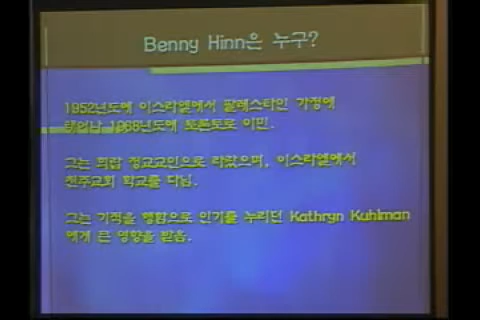 Benny Hinn은 누구?
1952년도에 이스라엘에서 팔레스타인 가정에
태어남 1968년도에 토론토로 이민.
그는 희랍 정교교인으로 자랐으며, 이스라엘에서
천주교회 학교를 다님.
그는 기적을 행함으로 인기를 누리던 Kathryn Kuhlman
에게 큰 영향을 받음.